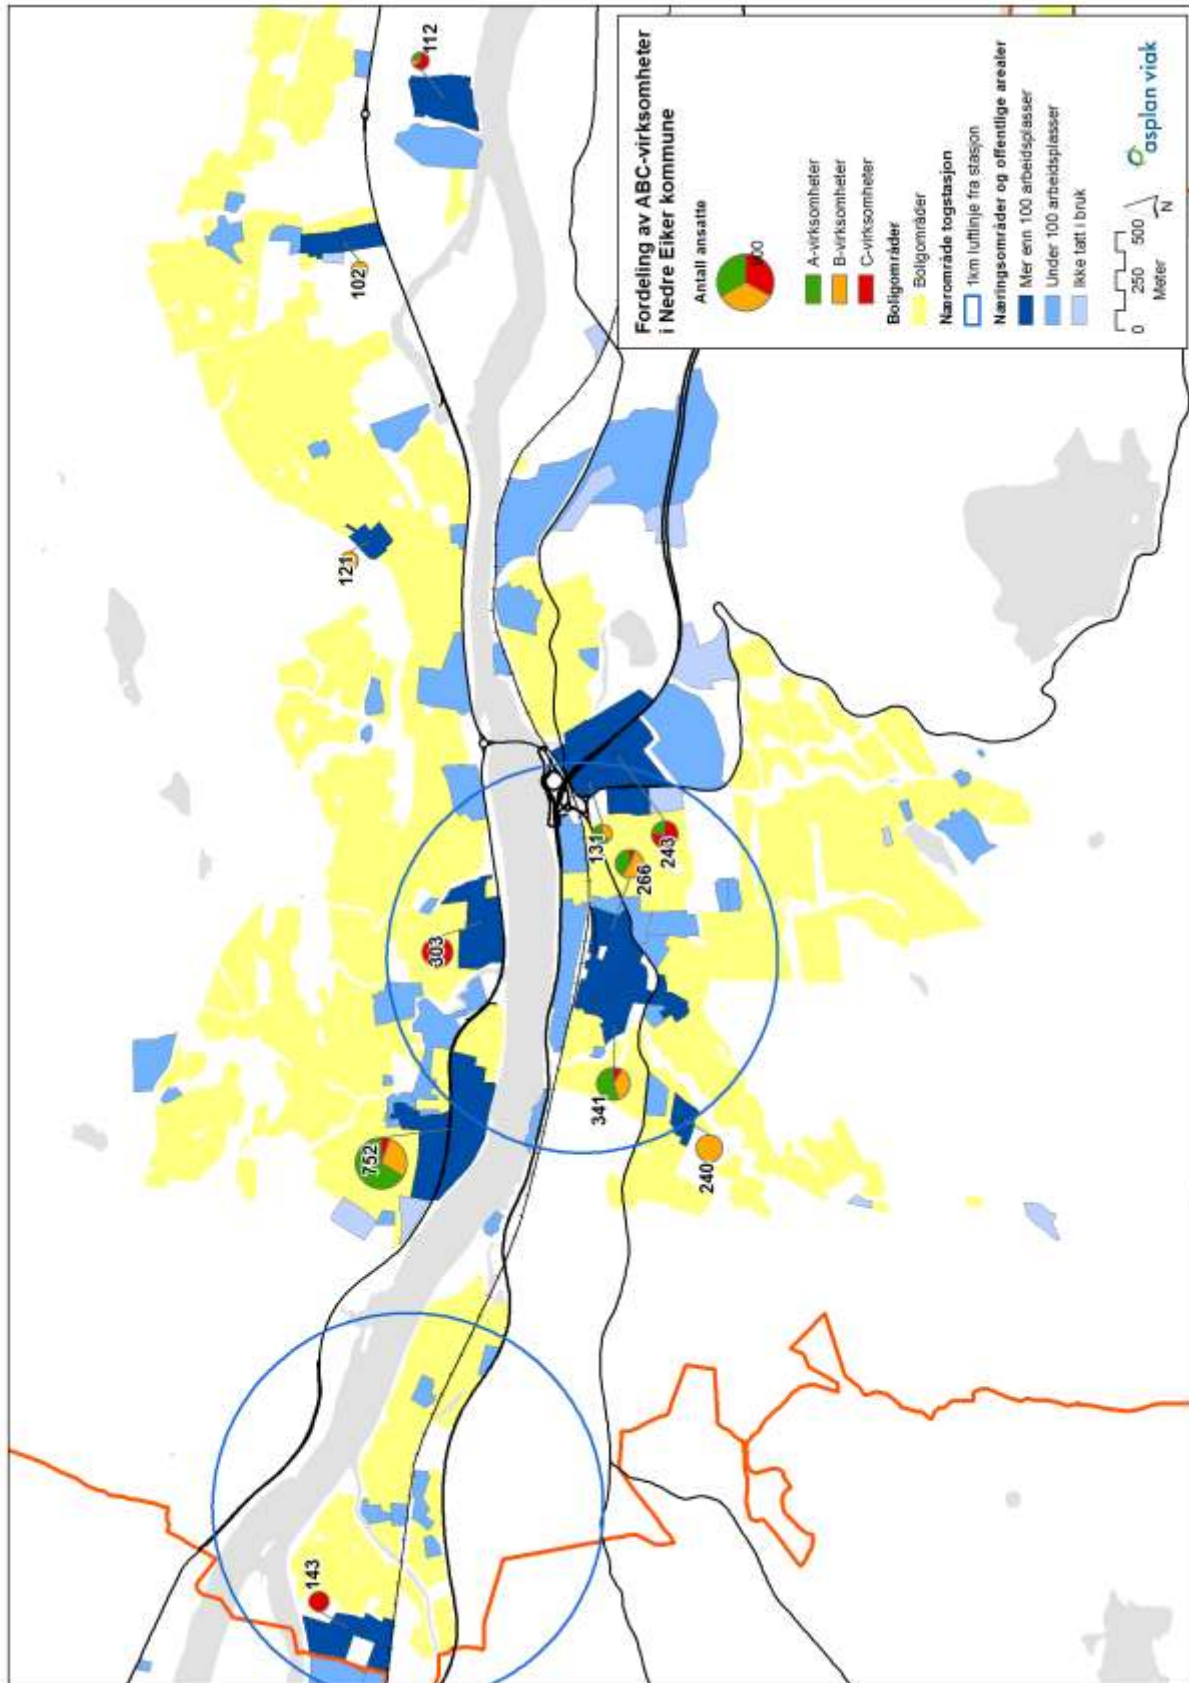 Fordeling av ABC-virksomheter
i Nedre Eiker kommune
Antall ansatte
A-virksomheter
B-virksomheter
C-virksomheter
Boligområder
Boligområder
Nærområde togstasjon
1km luftlinje fra stasjon
Næringsområder og offentlige arealer
Mer enn 100 arbeidsplasser
Under 100 arbeidsplasser
Ikke tatt i bruk
0 250 500
Meter
N
asplan viak
143
752
303
121
102
112
341
240
266
131
243